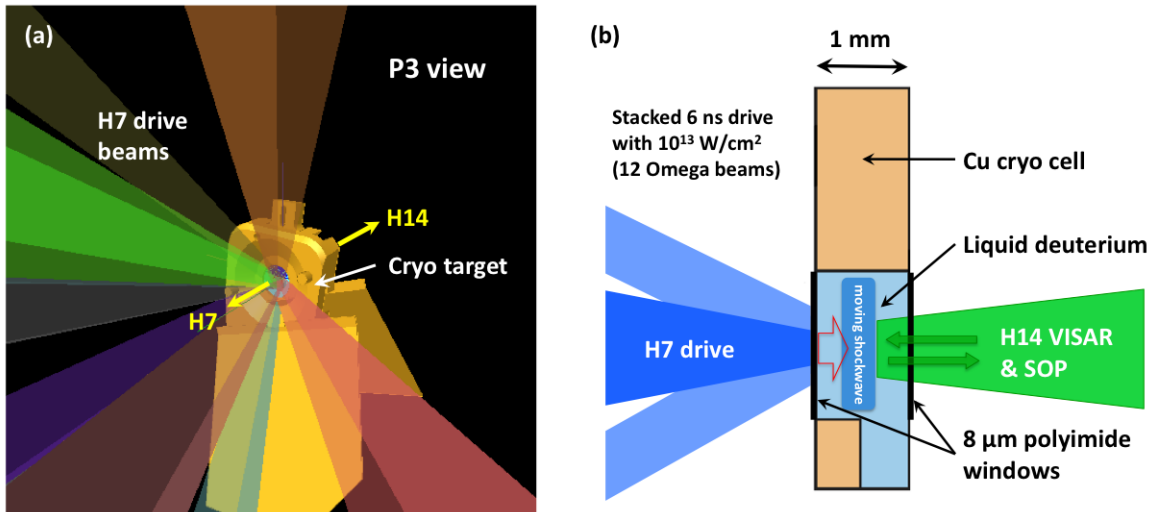 (a)
P3 view
H7 drive
beams
H14
Cryo target
H7
(b)
1 mm
Stacked 6 ns drive
with 10¹³ W/cm²
(12 Omega beams)
Cu cryo cell
Liquid deuterium
moving shockwave
H7 drive
H14 VISAR
& SOP
8 µm polyimide
windows